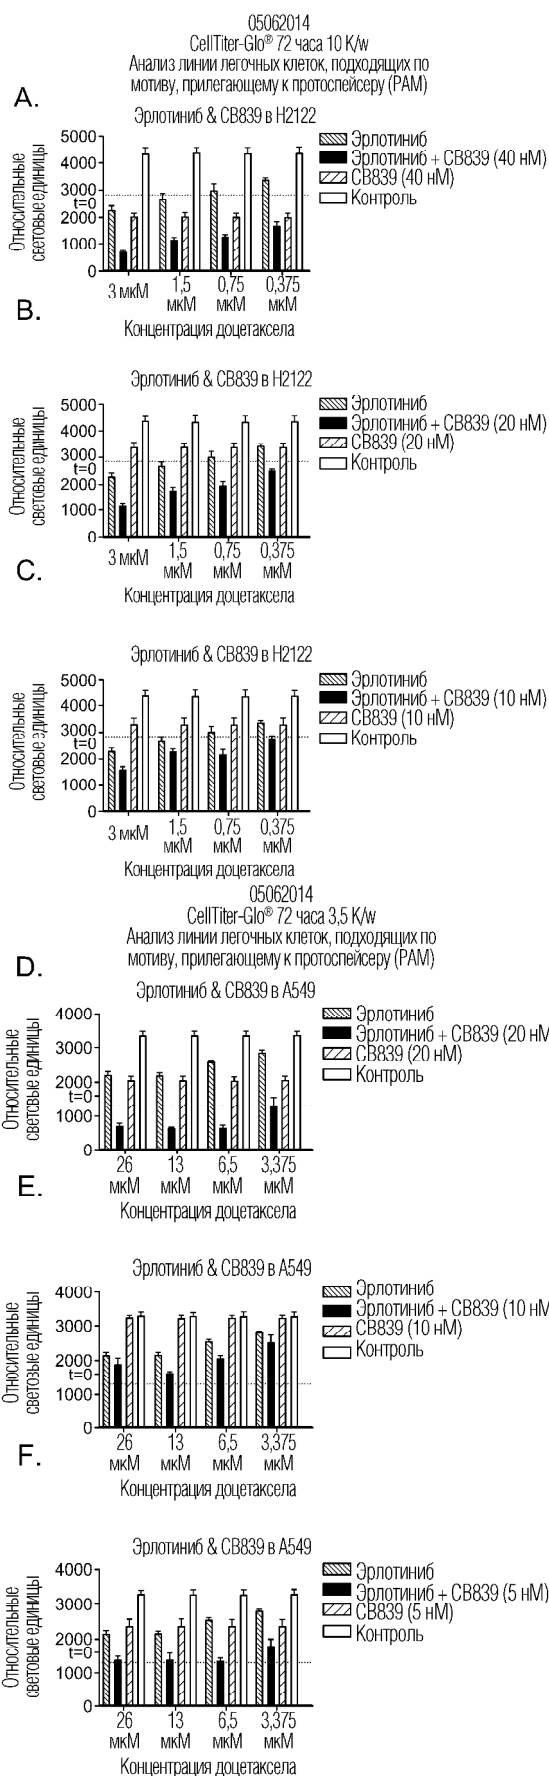 05062014
CellTiter-Glo® 72 часа 10 K/w
Анализ линии легочных клеток, подходящих по
мотиву, прилегающему к протоспейсеру (PAM)
A.
Эрлотиниб & CB839 в H2122
Относительные
световые единицы
5000
4000
3000
t=0
2000
1000
0
Эрлотиниб
Эрлотиниб + CB839 (40 нМ)
CB839 (40 нМ)
Контроль
3 мкМ
1,5
мкМ
0,75
мкМ
0,375
мкМ
Концентрация доцетаксела
B.
Эрлотиниб & CB839 в H2122
Относительные
световые единицы
5000
4000
3000
t=0
2000
1000
0
Эрлотиниб
Эрлотиниб + CB839 (20 нМ)
CB839 (20 нМ)
Контроль
3 мкМ
1,5
мкМ
0,75
мкМ
0,375
мкМ
Концентрация доцетаксела
C.
Эрлотиниб & CB839 в H2122
Относительные
световые единицы
5000
4000
3000
t=0
2000
1000
0
Эрлотиниб
Эрлотиниб + CB839 (10 нМ)
CB839 (10 нМ)
Контроль
3 мкМ
1,5
мкМ
0,75
мкМ
0,375
мкМ
Концентрация доцетаксела
05062014
CellTiter-Glo® 72 часа 3,5 K/w
Анализ линии легочных клеток, подходящих по
мотиву, прилегающему к протоспейсеру (PAM)
D.
Эрлотиниб & CB839 в A549
Относительные
световые единицы
4000
3000
2000
t=0
1000
0
Эрлотиниб
Эрлотиниб + CB839 (20 нМ
CB839 (20 нМ)
Контроль
26
мкМ
13
мкМ
6,5
мкМ
3,375
мкМ
Концентрация доцетаксела
E.
Эрлотиниб & CB839 в A549
Относительные
световые единицы
4000
3000
2000
t=0
1000
0
Эрлотиниб
Эрлотиниб + CB839 (10 нМ
CB839 (10 нМ)
Контроль
26
мкМ
13
мкМ
6,5
мкМ
3,375
мкМ
Концентрация доцетаксела
F.
Эрлотиниб & CB839 в A549
Относительные
световые единицы
4000
3000
2000
t=0
1000
0
Эрлотиниб
Эрлотиниб + CB839 (5 нМ)
CB839 (5 нМ)
Контроль
26
мкМ
13
мкМ
6,5
мкМ
3,375
мкМ
Концентрация доцетаксела